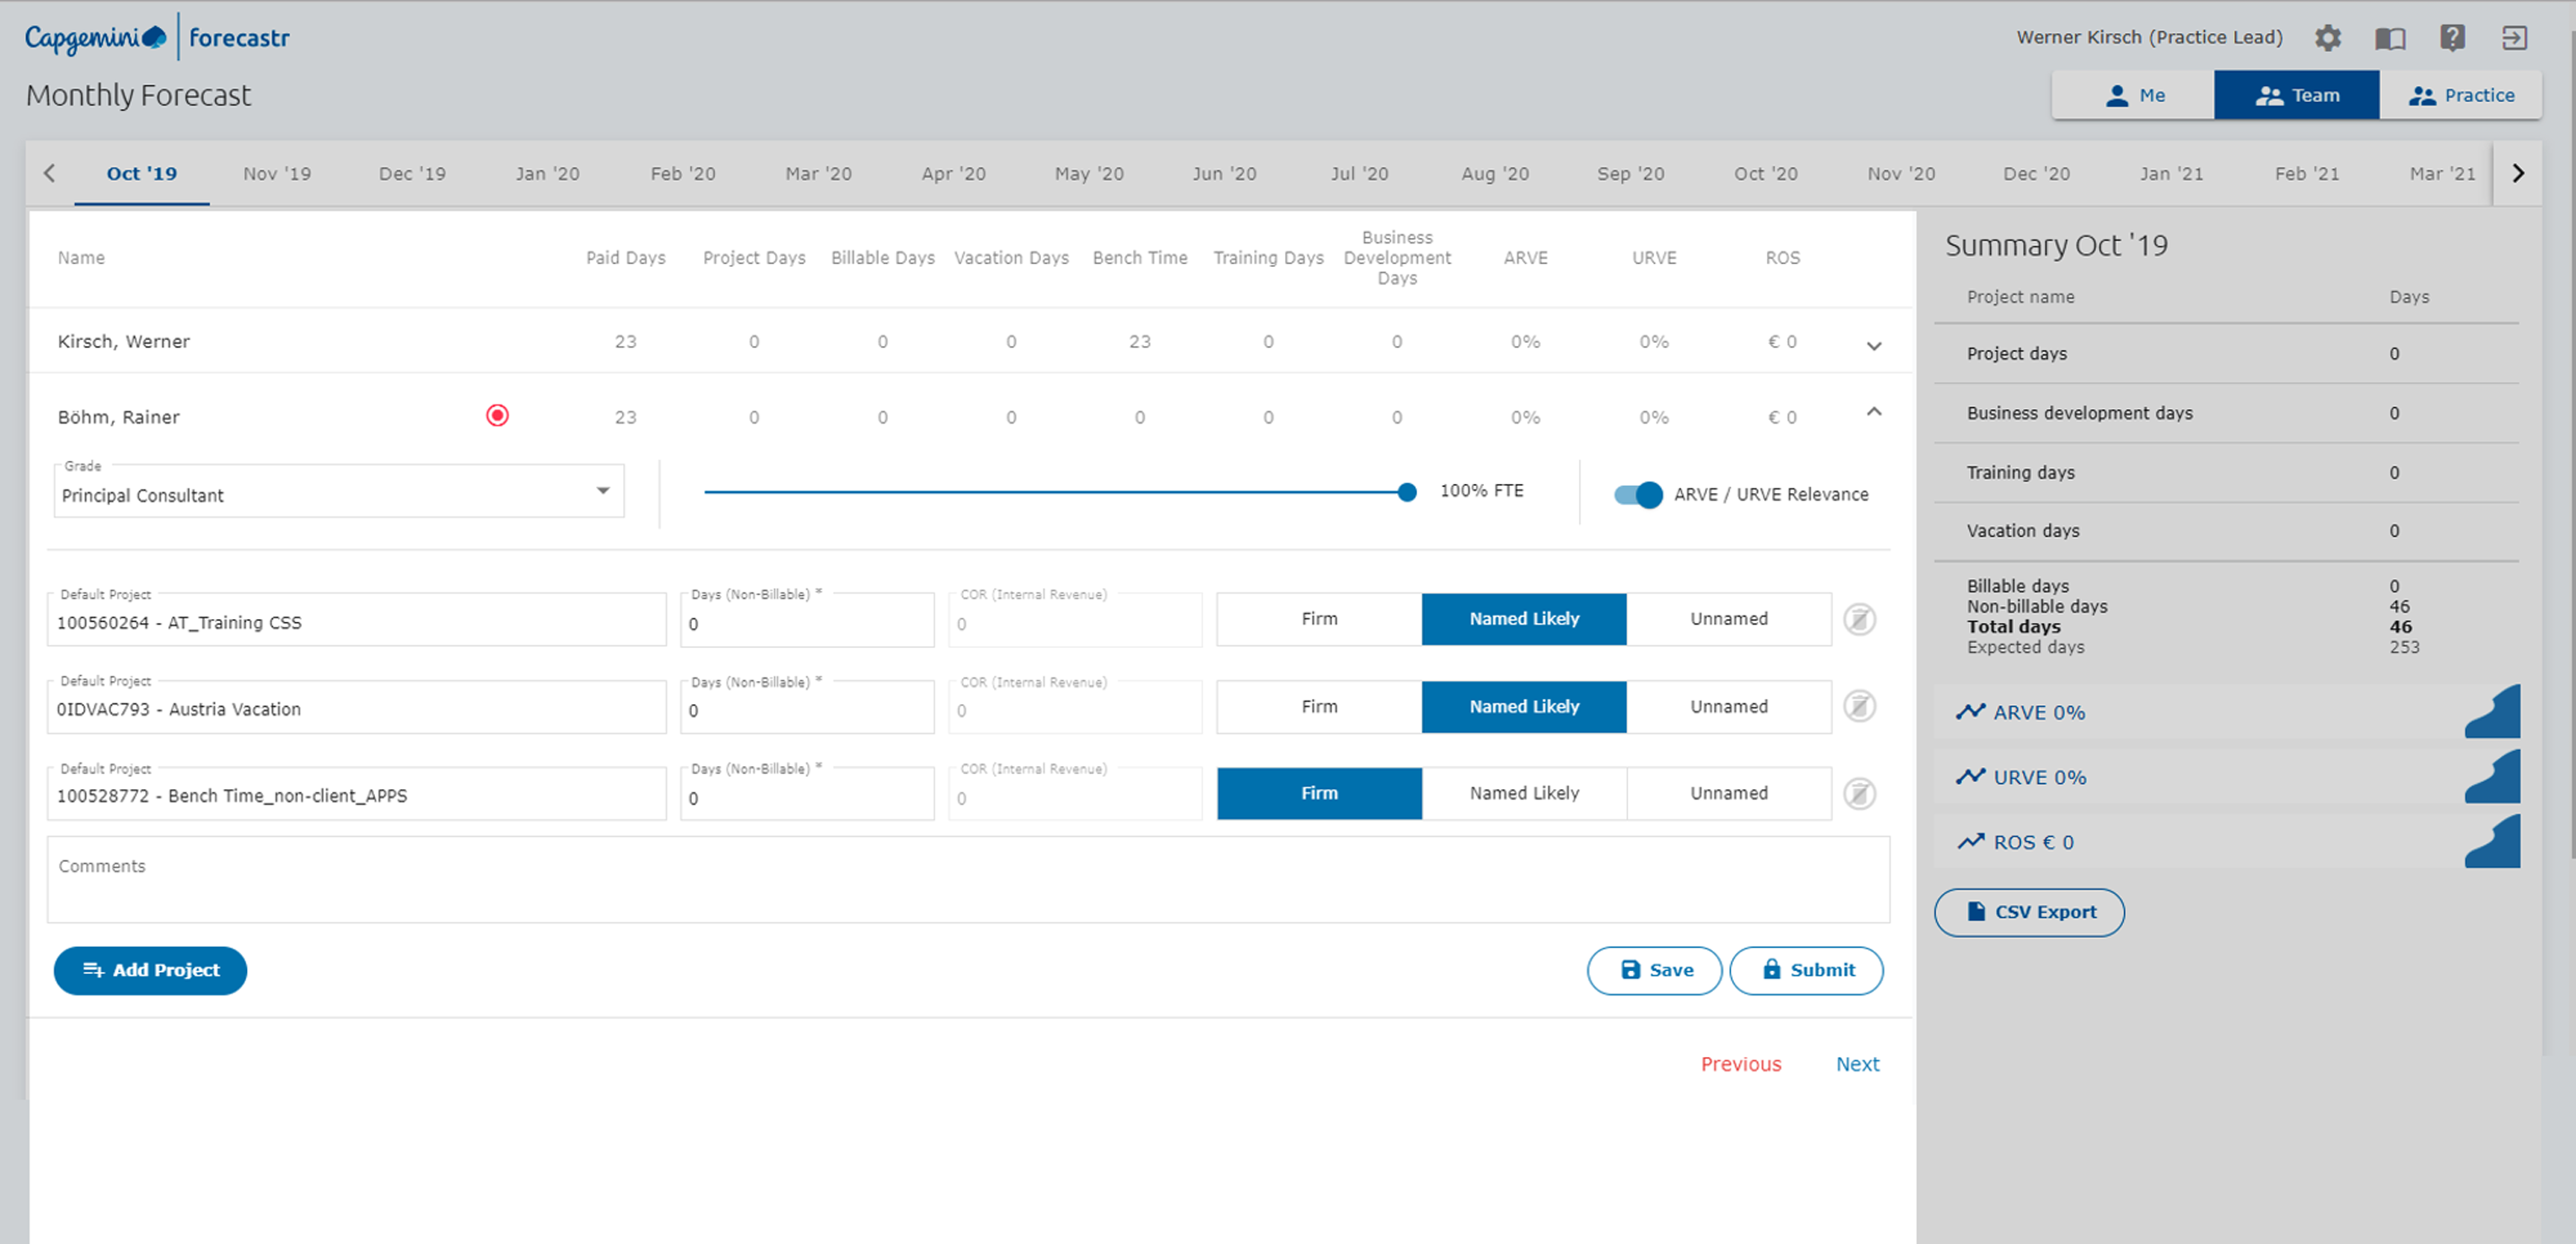 Capgemini forecastr
Werner Kirsch (Practice Lead)
Monthly Forecast
Me Team Practice
Oct '19 Nov '19 Dec '19 Jan '20 Feb '20 Mar '20 Apr '20 May '20 Jun '20 Jul '20 Aug '20 Sep '20 Oct '20 Nov '20 Dec '20 Jan '21 Feb '21 Mar '21
Name Paid Days Project Days Billable Days Vacation Days Bench Time Training Days Business Development Days ARVE URVE ROS
Kirsch, Werner 23 0 0 0 23 0 0 0% 0% € 0
Böhm, Rainer 23 0 0 0 0 0 0 0% 0% € 0
Grade
Principal Consultant
100% FTE
ARVE / URVE Relevance
Default Project Days (Non-Billable) * COR (Internal Revenue)
100560264 - AT_Training CSS 0 0 Firm Named Likely Unnamed
Default Project Days (Non-Billable) * COR (Internal Revenue)
0IDVAC793 - Austria Vacation 0 0 Firm Named Likely Unnamed
Default Project Days (Non-Billable) * COR (Internal Revenue)
100528772 - Bench Time_non-client_APPS 0 0 Firm Named Likely Unnamed
Comments
Add Project Save Submit
Previous Next
Summary Oct '19
Project name Days
Project days 0
Business development days 0
Training days 0
Vacation days 0
Billable days 0
Non-billable days 46
Total days 46
Expected days 253
ARVE 0%
URVE 0%
ROS € 0
CSV Export